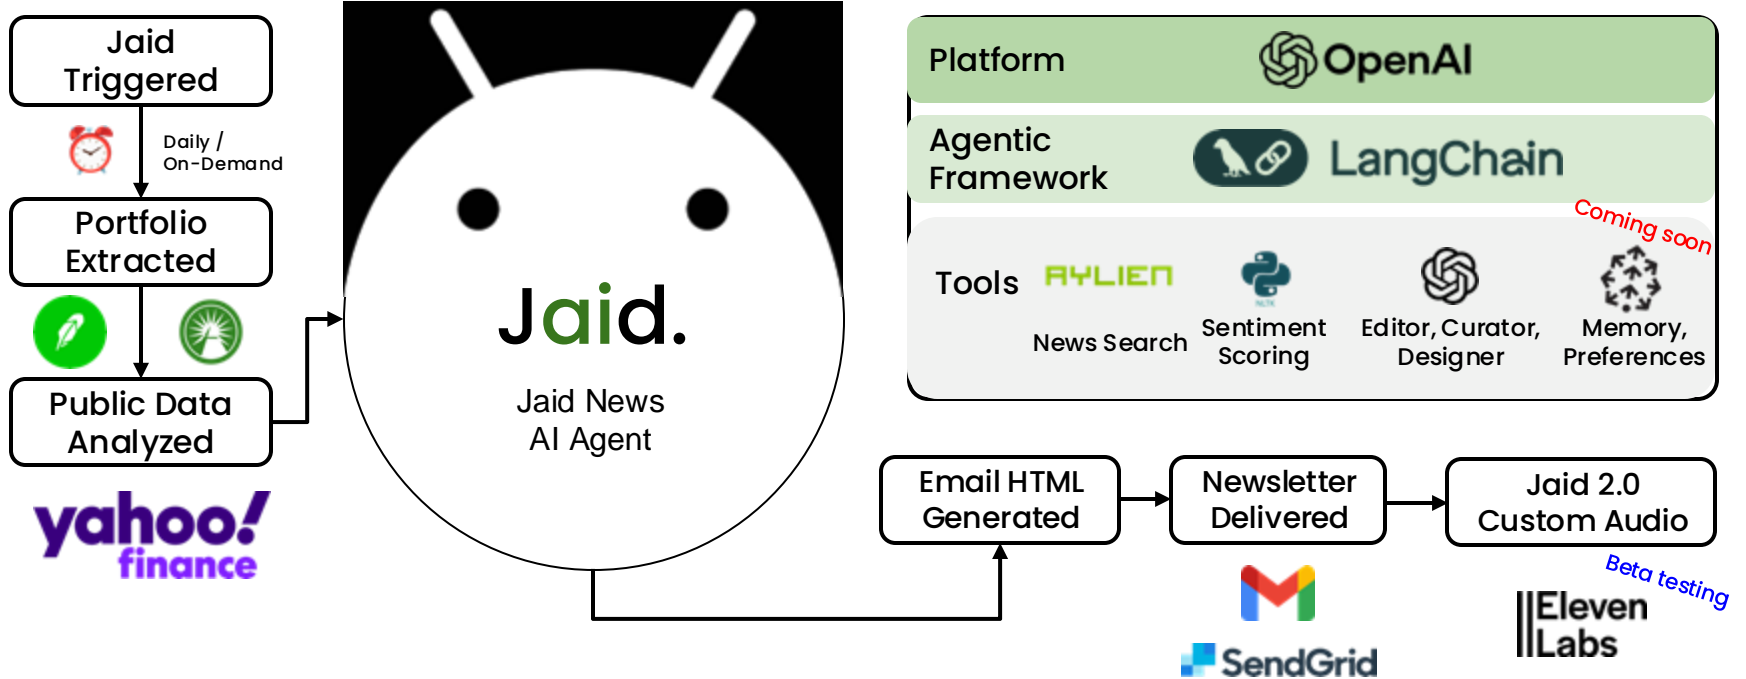 Jaid
Triggered
Daily /
On-Demand
Portfolio
Extracted
Public Data
Analyzed
yahoo!
finance
Jaid.
Jaid News
AI Agent
Platform
OpenAI
Agentic
Framework
LangChain
Coming soon
Tools
AYLIEN
News Search
NLTK
Sentiment
Scoring
Editor, Curator,
Designer
Memory,
Preferences
Email HTML
Generated
Newsletter
Delivered
SendGrid
Jaid 2.0
Custom Audio
Beta testing
||Eleven
Labs